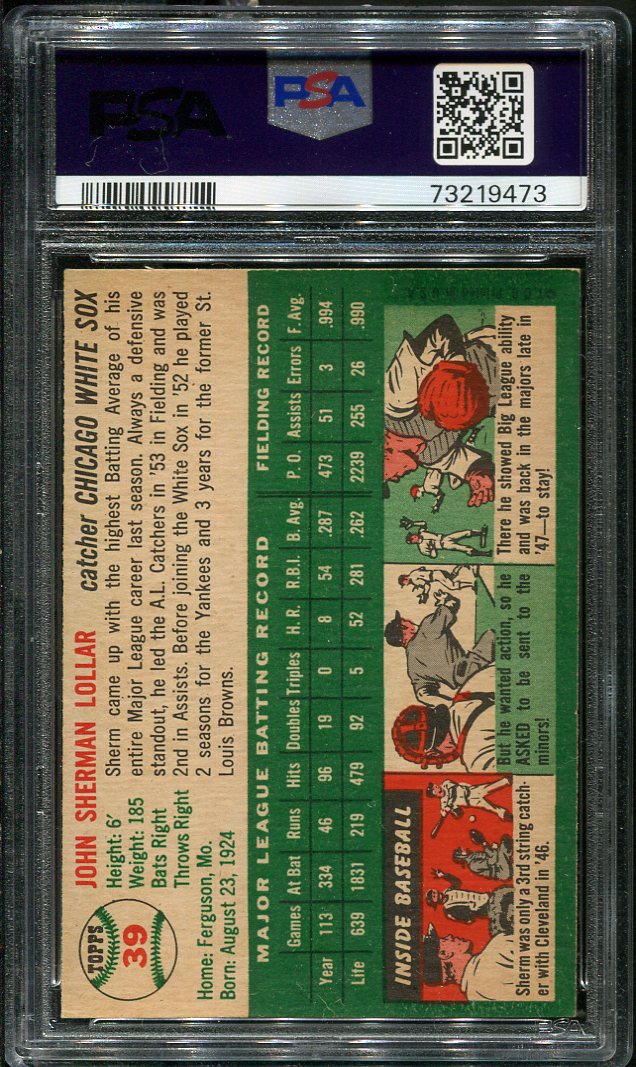 PSA
PSA
73219473
TOPPS
39
JOHN SHERMAN LOLLAR catcher CHICAGO WHITE SOX
Height: 6'
Weight: 185
Bats Right
Throws Right
Home: Ferguson, Mo.
Born: August 23, 1924
Sherm came up with the highest Batting Average of his
entire Major League career last season. Always a defensive
standout, he led the A.L. Catchers in '53 in Fielding and was
2nd in Assists. Before joining the White Sox in '52 he played
2 seasons for the Yankees and 3 years for the former St.
Louis Browns.
MAJOR LEAGUE BATTING RECORD FIELDING RECORD
Games At Bat Runs Hits Doubles Triples H. R. R.B.I. B. Avg. P. O. Assists Errors F. Avg.
Year 113 334 46 96 19 0 8 54 .287 473 51 3 .994
Life 639 1831 219 479 92 5 52 281 .262 2239 255 26 .990
INSIDE BASEBALL
Sherm was only a 3rd string catch-
er with Cleveland in '46.
But he wanted action, so he
ASKED to be sent to the
minors!
There he showed Big League ability
and was back in the majors late in
'47—to stay!
PSA